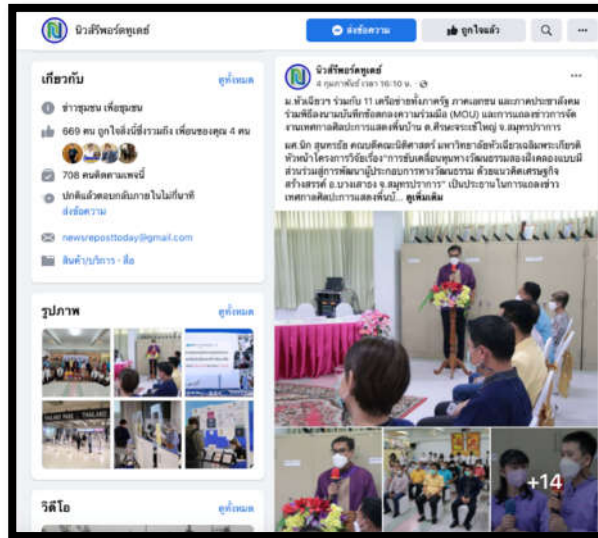 นิวส์รีพอร์ตทูเดย์
ส่งข้อความ
ถูกใจแล้ว
เกี่ยวกับ
ดูทั้งหมด
ข่าวชุมชน เพื่อชุมชน
669 คน ถูกใจสิ่งนี้ซึ่งรวมถึง เพื่อนของคุณ 4 คน
708 คนติดตามเพจนี้
ปกติแล้วตอบกลับภายในไม่กี่นาที
ส่งข้อความ
newsreposttoday@gmail.com
สินค้า/บริการ · สื่อ
รูปภาพ
ดูทั้งหมด
THAILAND PASS
THAILAND
วิดีโอ
ดูทั้งหมด
นิวส์รีพอร์ตทูเดย์
4 กุมภาพันธ์ เวลา 16:10 น. ·
ม.หัวเฉียวฯ ร่วมกับ 11 เครือข่ายทั้งภาครัฐ ภาคเอกชน และภาคประชาสังคม
ร่วมพิธีลงนามบันทึกข้อตกลงความร่วมมือ (MOU) และการแถลงข่าวการจัด
งานเทศกาลศิลปะการแสดงพื้นบ้าน ต.ศีรษะจรเข้ใหญ่ จ.สมุทรปราการ
ผศ.นิก สุนทรธัย คณบดีคณะนิติศาสตร์ มหาวิทยาลัยหัวเฉียวเฉลิมพระเกียรติ
หัวหน้าโครงการวิจัยเรื่อง"การขับเคลื่อนทุนทางวัฒนธรรมสองฝั่งคลองแบบมี
ส่วนร่วมสู่การพัฒนาผู้ประกอบการทางวัฒนธรรม ด้วยแนวคิดเศรษฐกิจ
สร้างสรรค์ อ.บางเสาธง จ.สมุทรปราการ" เป็นประธานในการแถลงข่าว
เทศกาลศิลปะการแสดงพื้นบ้... ดูเพิ่มเติม
+14